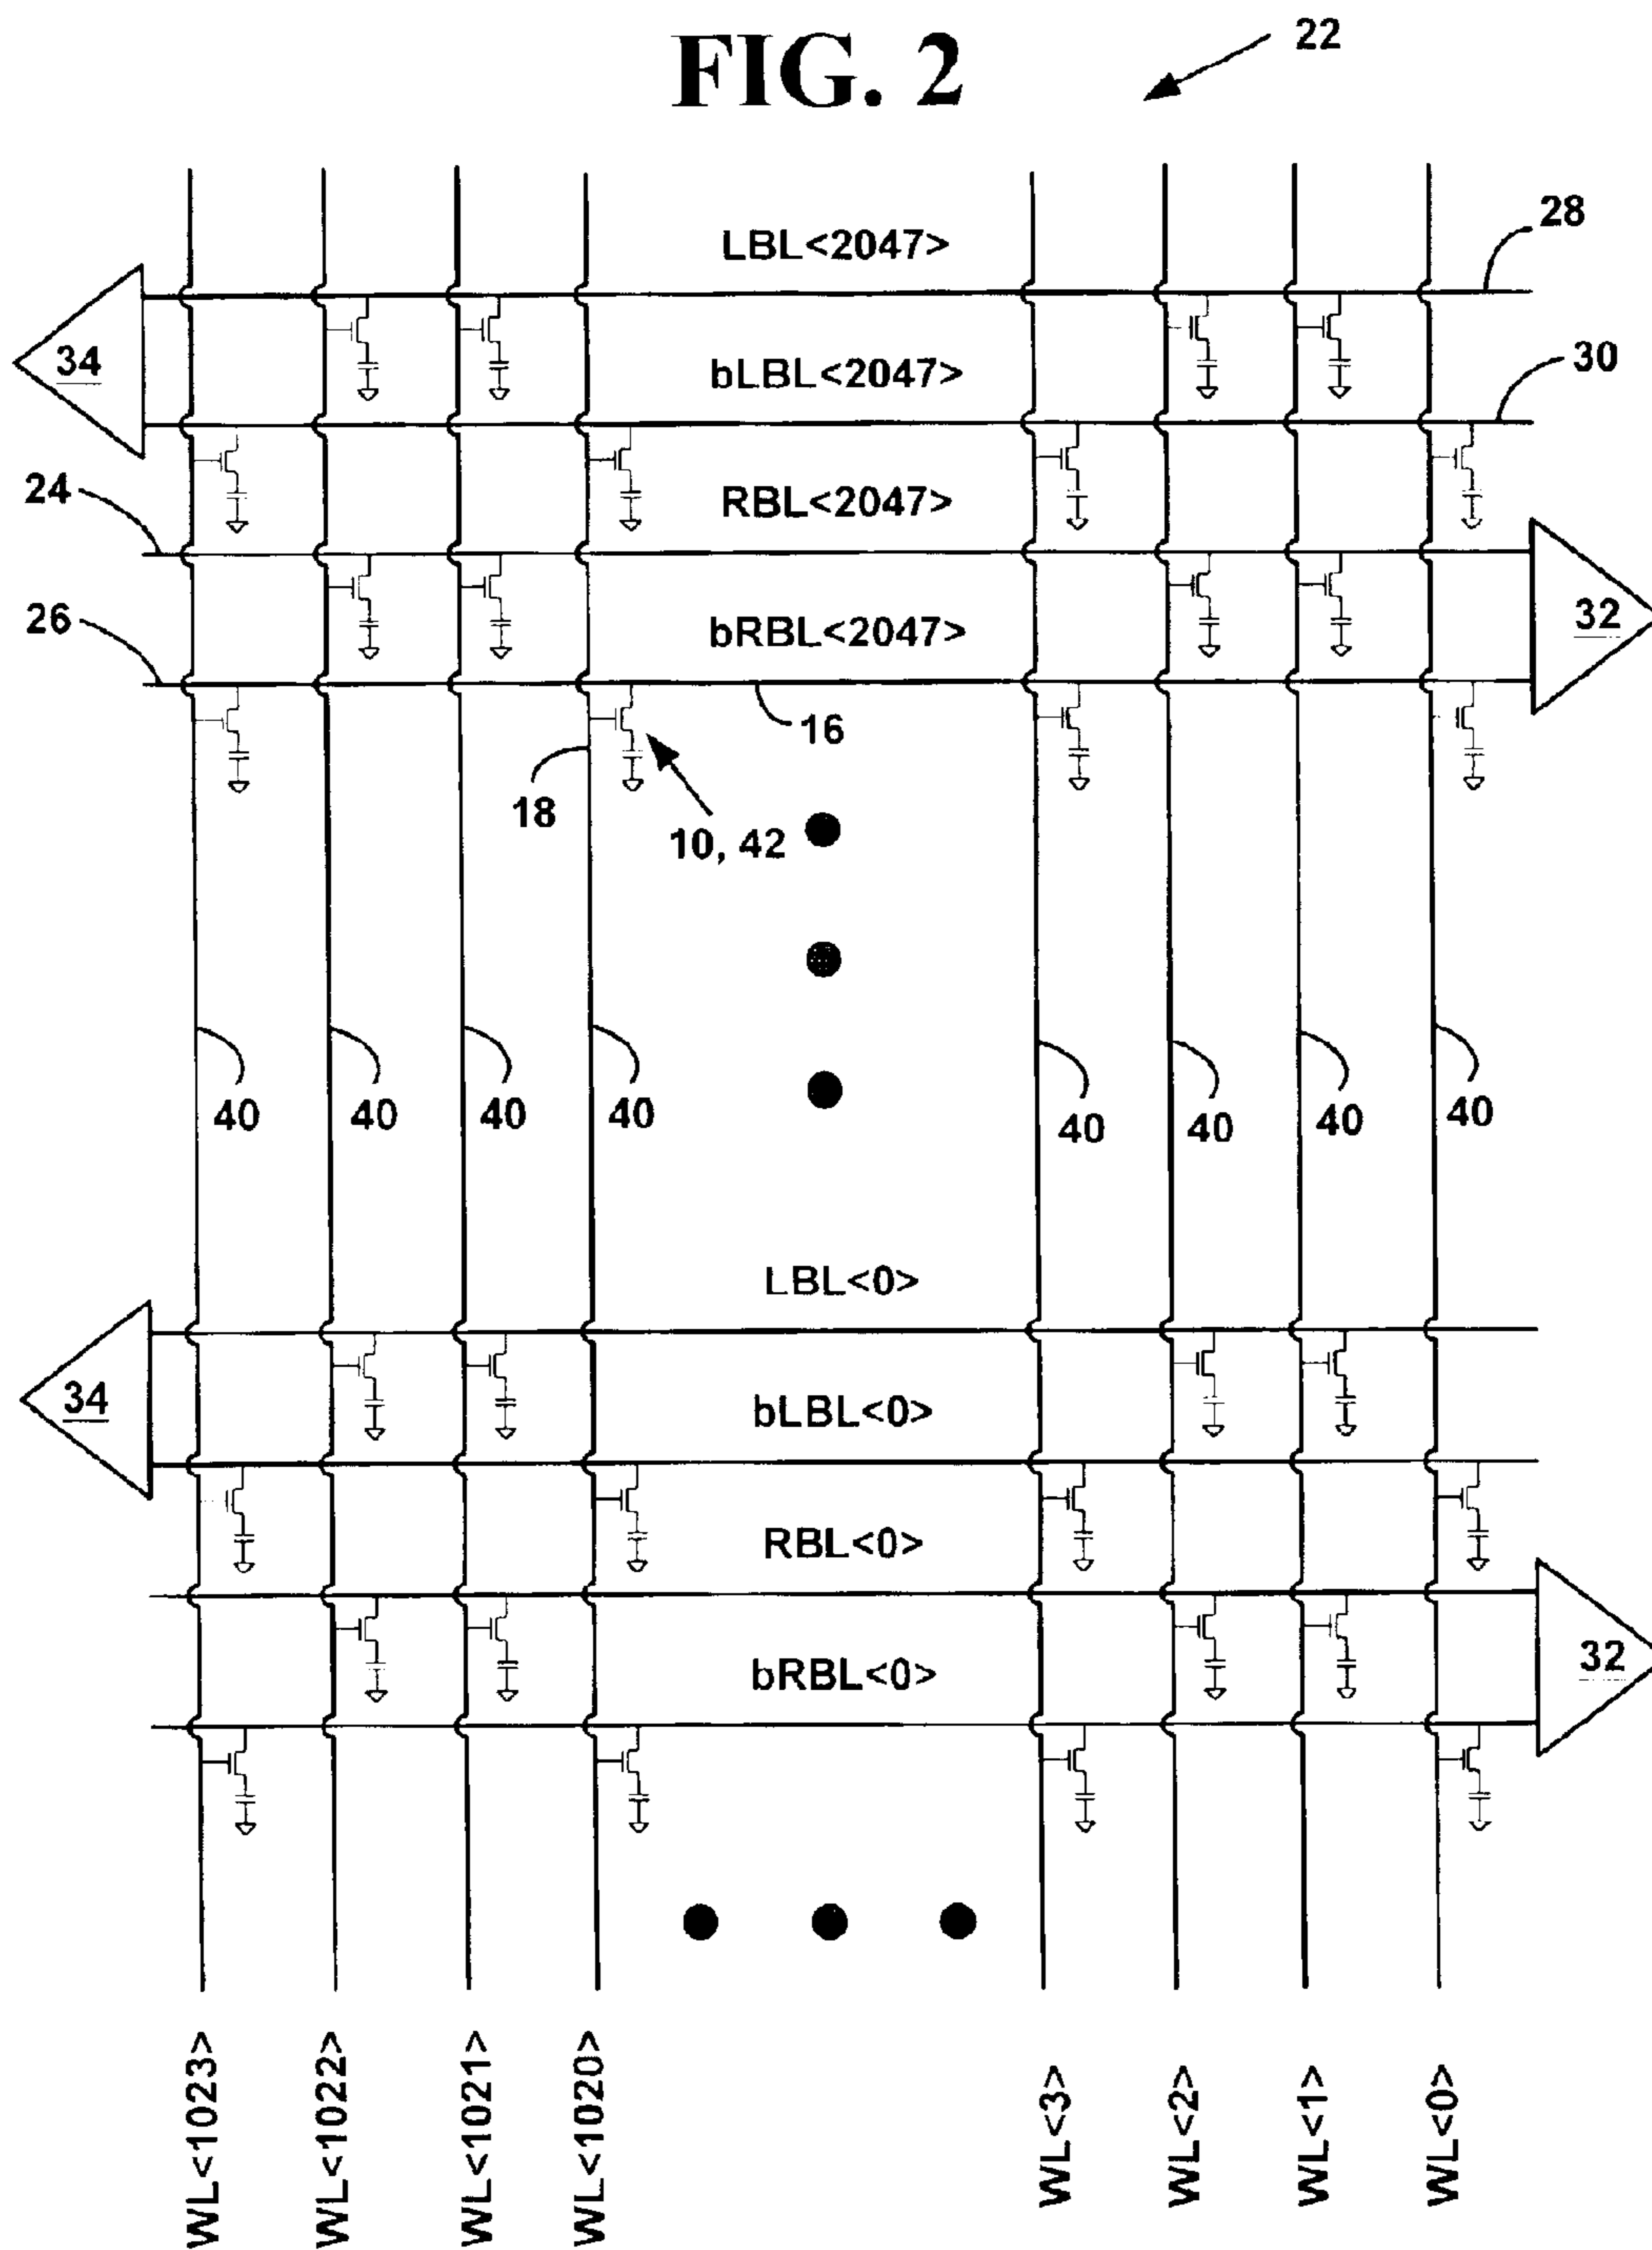 FIG. 2
22
LBL<2047>
28
34
bLBL<2047>
30
24
RBL<2047>
26
bRBL<2047>
32
16
18
10, 42
40 40 40 40 40 40 40 40
LBL<0>
34
bLBL<0>
RBL<0>
bRBL<0>
32
WL<1023>
WL<1022>
WL<1021>
WL<1020>
WL<3>
WL<2>
WL<1>
WL<0>